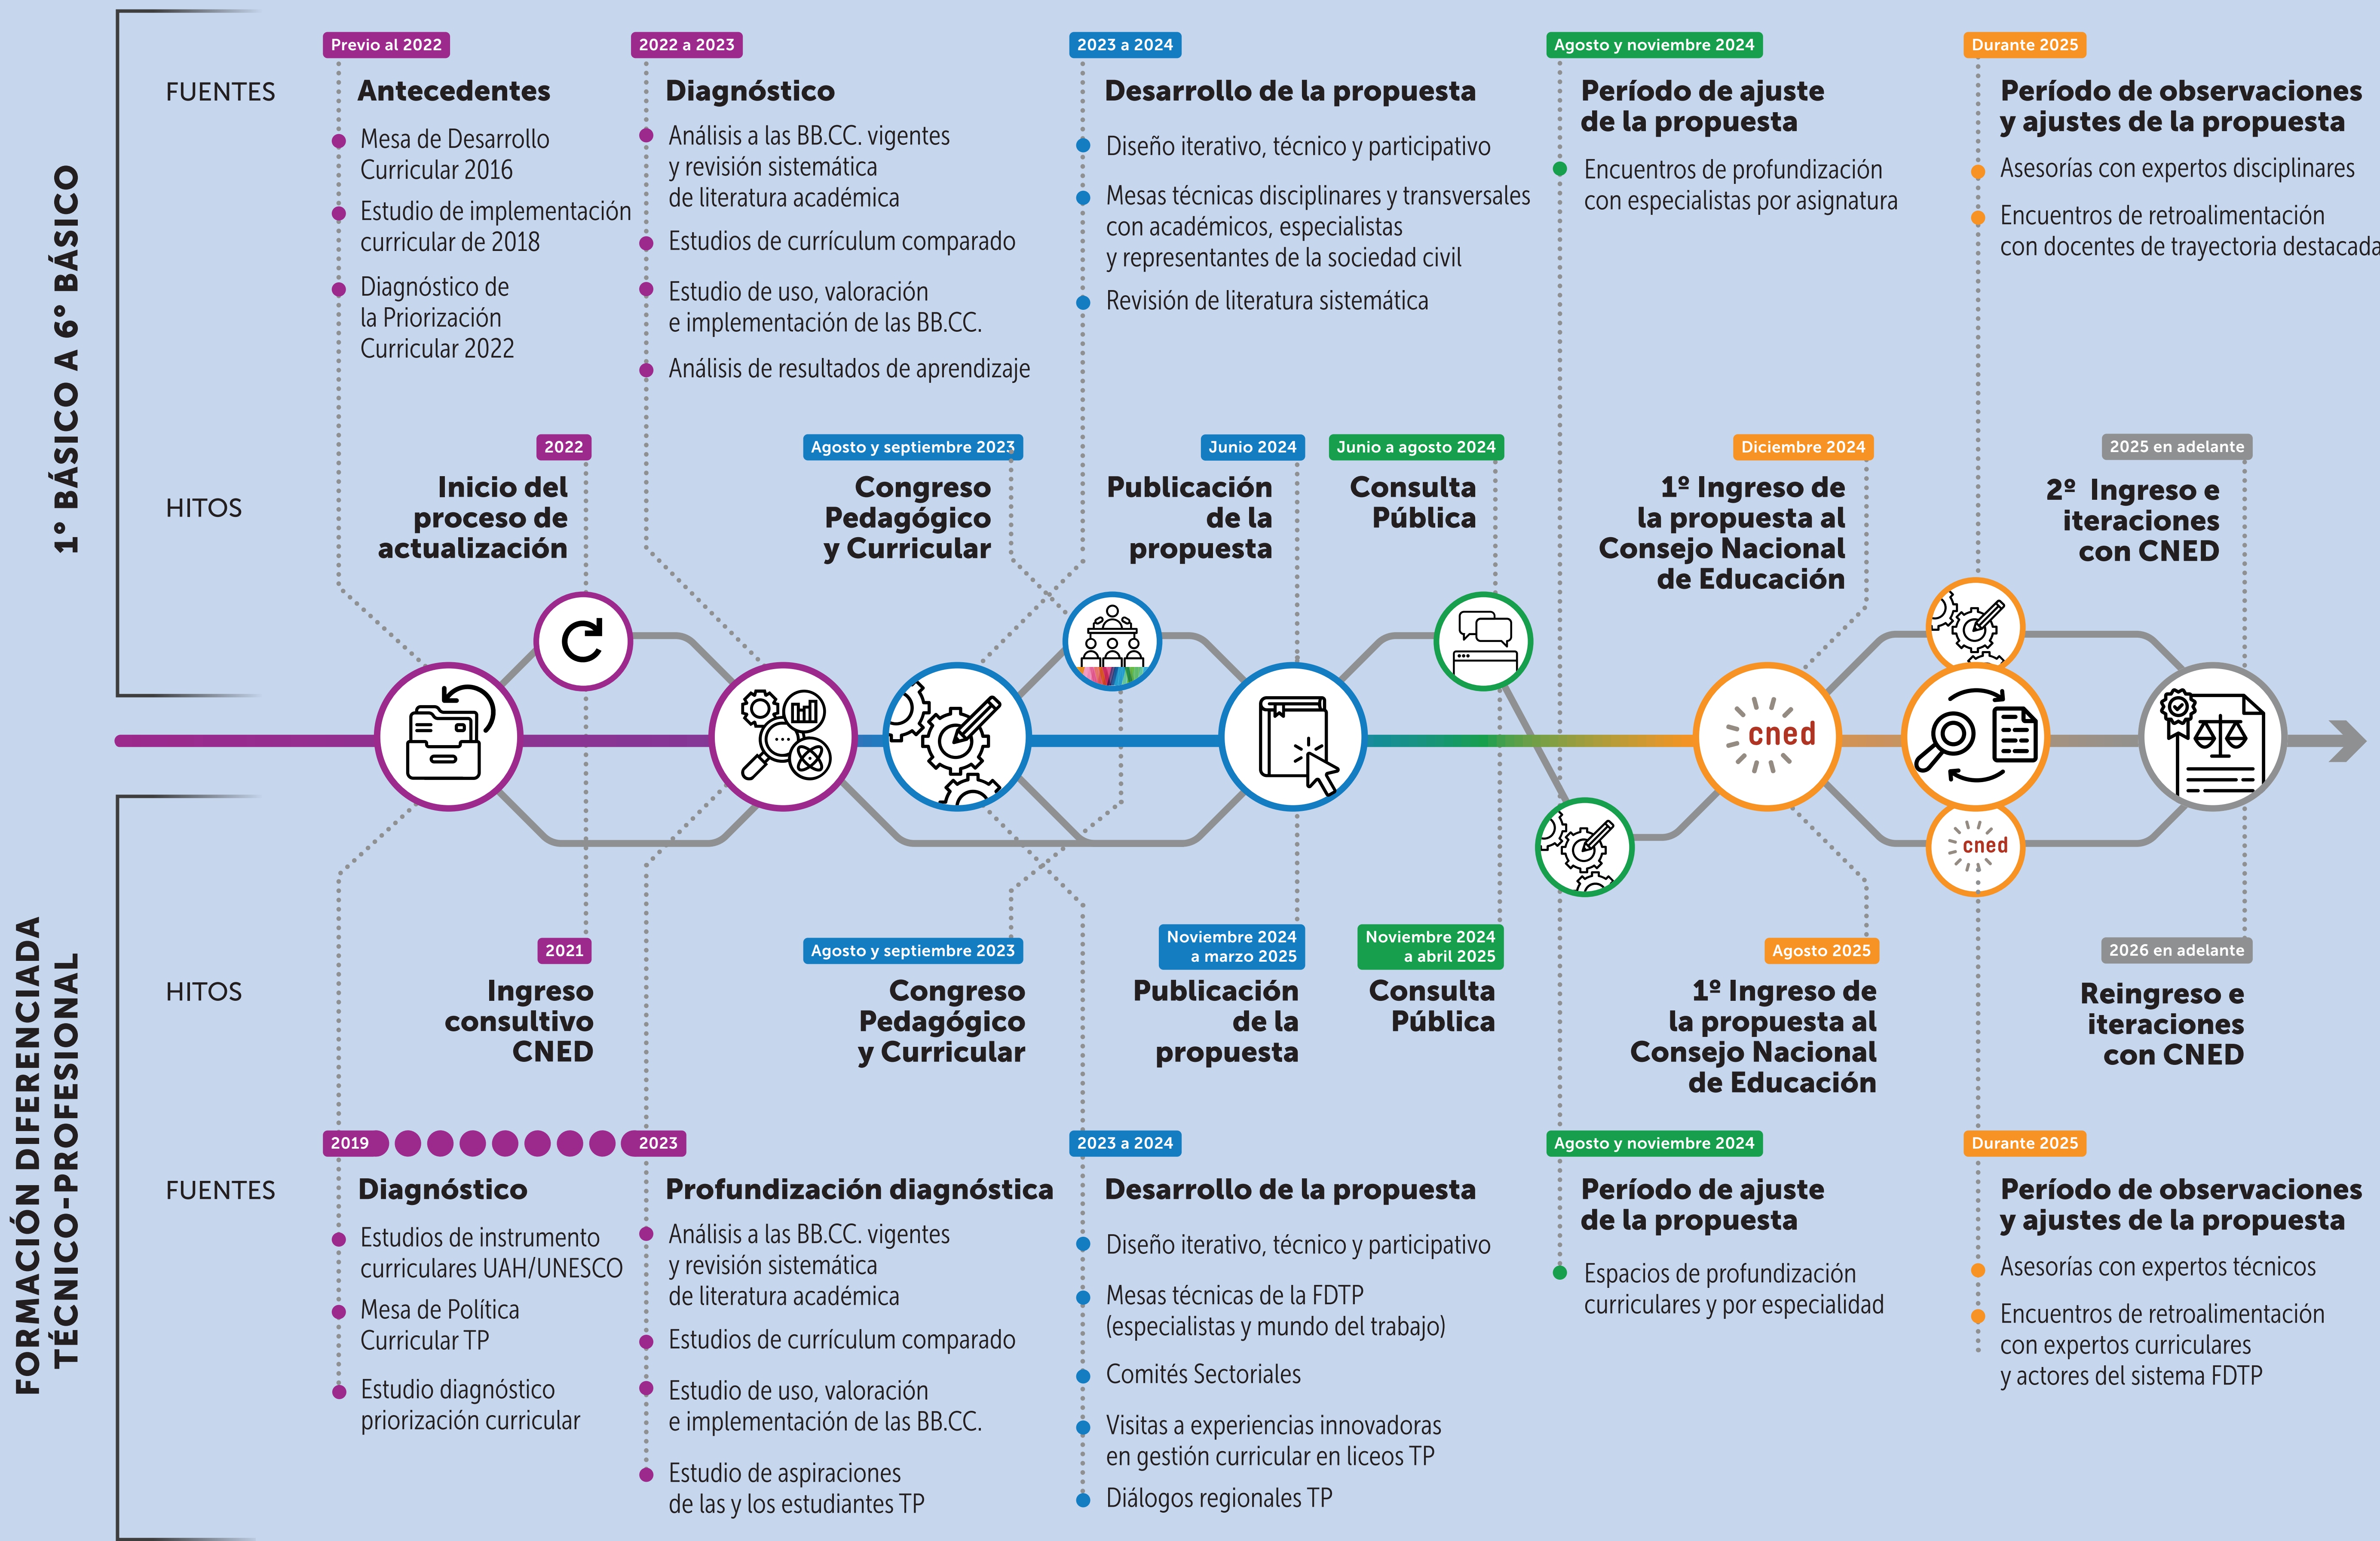 1° BÁSICO A 6° BÁSICO
FUENTES
Previo al 2022
Antecedentes
Mesa de Desarrollo
Curricular 2016
Estudio de implementación
curricular de 2018
Diagnóstico de
la Priorización
Curricular 2022
2022 a 2023
Diagnóstico
Análisis a las BB.CC. vigentes
y revisión sistemática
de literatura académica
Estudios de currículum comparado
Estudio de uso, valoración
e implementación de las BB.CC.
Análisis de resultados de aprendizaje
2023 a 2024
Desarrollo de la propuesta
Diseño iterativo, técnico y participativo
Mesas técnicas disciplinares y transversales
con académicos, especialistas
y representantes de la sociedad civil
Revisión de literatura sistemática
Agosto y noviembre 2024
Período de ajuste
de la propuesta
Encuentros de profundización
con especialistas por asignatura
Durante 2025
Período de observaciones
y ajustes de la propuesta
Asesorías con expertos disciplinares
Encuentros de retroalimentación
con docentes de trayectoria destacada
HITOS
2022
Inicio del
proceso de
actualización
Agosto y septiembre 2023
Congreso
Pedagógico
y Curricular
Junio 2024
Publicación
de la
propuesta
Junio a agosto 2024
Consulta
Pública
Diciembre 2024
1º Ingreso de
la propuesta al
Consejo Nacional
de Educación
2025 en adelante
2º Ingreso e
iteraciones
con CNED
cned
cned
FORMACIÓN DIFERENCIADA
TÉCNICO-PROFESIONAL
HITOS
2021
Ingreso
consultivo
CNED
Agosto y septiembre 2023
Congreso
Pedagógico
y Curricular
Noviembre 2024
a marzo 2025
Publicación
de la
propuesta
Noviembre 2024
a abril 2025
Consulta
Pública
Agosto 2025
1º Ingreso de
la propuesta al
Consejo Nacional
de Educación
2026 en adelante
Reingreso e
iteraciones
con CNED
FUENTES
2019
Diagnóstico
Estudios de instrumento
curriculares UAH/UNESCO
Mesa de Política
Curricular TP
Estudio diagnóstico
priorización curricular
2023
Profundización diagnóstica
Análisis a las BB.CC. vigentes
y revisión sistemática
de literatura académica
Estudios de currículum comparado
Estudio de uso, valoración
e implementación de las BB.CC.
Estudio de aspiraciones
de las y los estudiantes TP
2023 a 2024
Desarrollo de la propuesta
Diseño iterativo, técnico y participativo
Mesas técnicas de la FDTP
(especialistas y mundo del trabajo)
Comités Sectoriales
Visitas a experiencias innovadoras
en gestión curricular en liceos TP
Diálogos regionales TP
Agosto y noviembre 2024
Período de ajuste
de la propuesta
Espacios de profundización
curriculares y por especialidad
Durante 2025
Período de observaciones
y ajustes de la propuesta
Asesorías con expertos técnicos
Encuentros de retroalimentación
con expertos curriculares
y actores del sistema FDTP